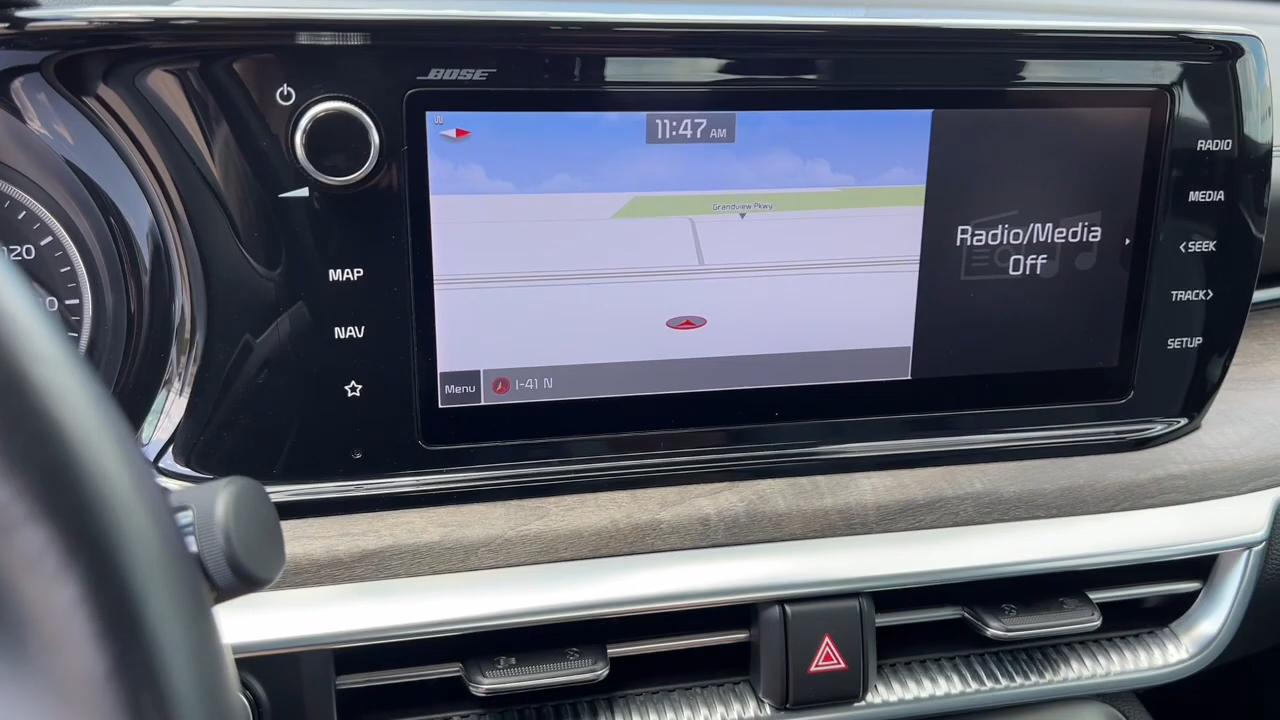 BOSE
W
11:47 AM
Grandview Pkwy
Radio/Media
Off
Menu
I-41 N
MAP
NAV
RADIO
MEDIA
<SEEK
TRACK>
SETUP